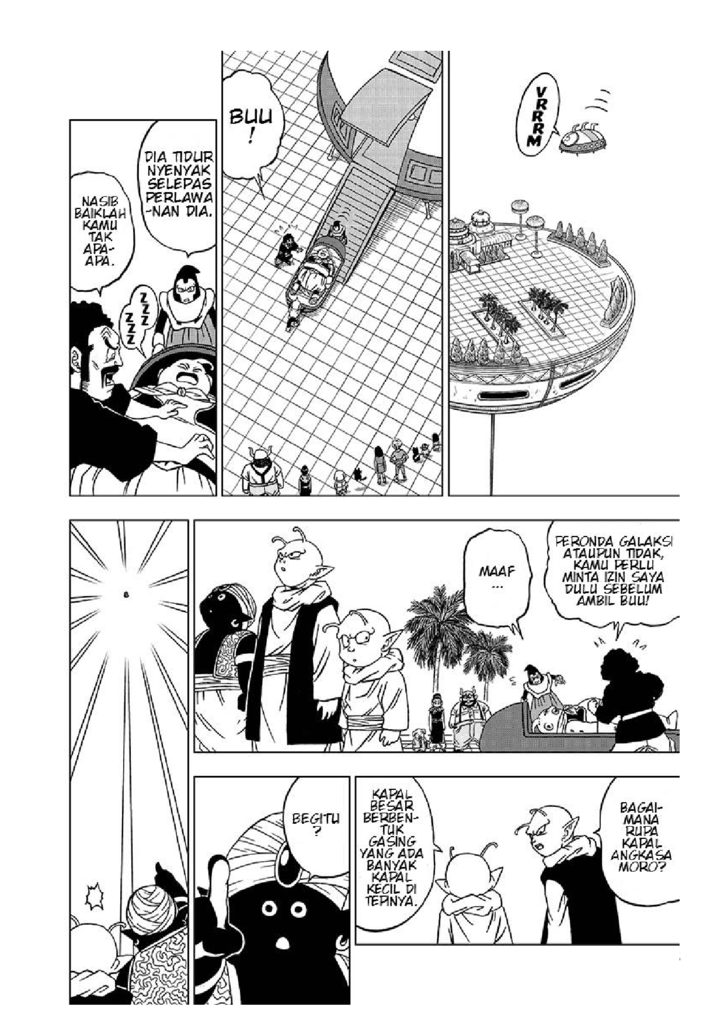 VRRRM
BUU
!
DIA TIDUR
NYENYAK
SELEPAS
PERLAWA
-NAN DIA.
NASIB
BAIKLAH
KAMU
TAK
APA-
APA.
ZZZ
ZZZ
PERONDA GALAKSI
ATAUPUN TIDAK,
KAMU PERLU
MINTA IZIN SAYA
DULU SEBELUM
AMBIL BUU!
MAAF
...
BAGAI-
MANA
RUPA
KAPAL
ANGKASA
MORO?
KAPAL
BESAR
BERBEN-
TUK
GASING
YANG ADA
BANYAK
KAPAL
KECIL DI
TEPINYA.
BEGITU
?